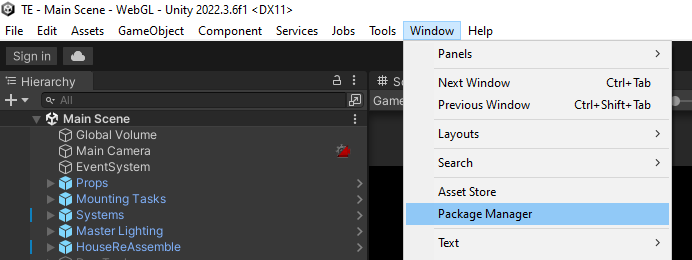 TE - Main Scene - WebGL - Unity 2022.3.6f1 <DX11>
File Edit Assets GameObject Component Services Jobs Tools Window Help
Sign in
Hierarchy
All
Main Scene
Global Volume
Main Camera
EventSystem
Props
Mounting Tasks
Systems
Master Lighting
HouseReAssemble
Panels
Next Window Ctrl+Tab
Previous Window Ctrl+Shift+Tab
Layouts
Search
Asset Store
Package Manager
Text